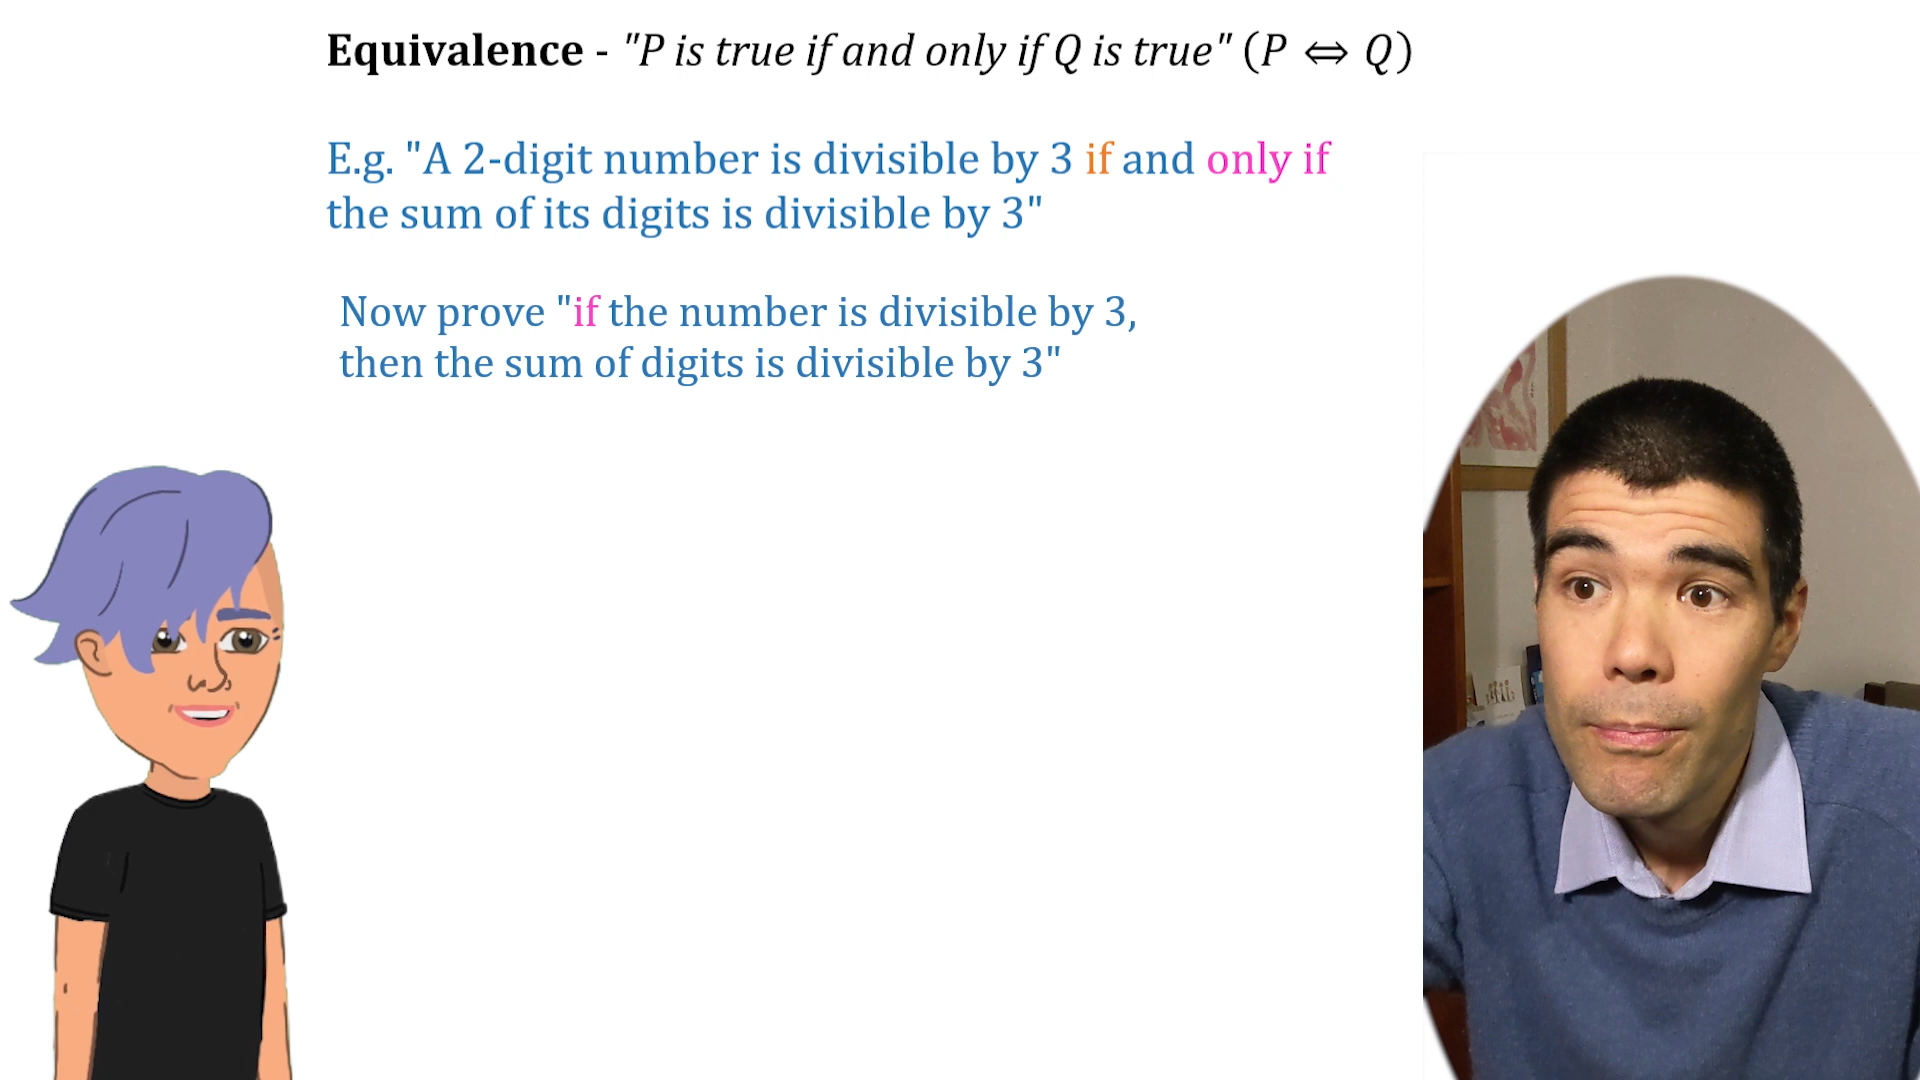 Equivalence - "P is true if and only if Q is true" (P ⇔ Q)
E.g. "A 2-digit number is divisible by 3 if and only if
the sum of its digits is divisible by 3"
Now prove "if the number is divisible by 3,
then the sum of digits is divisible by 3"